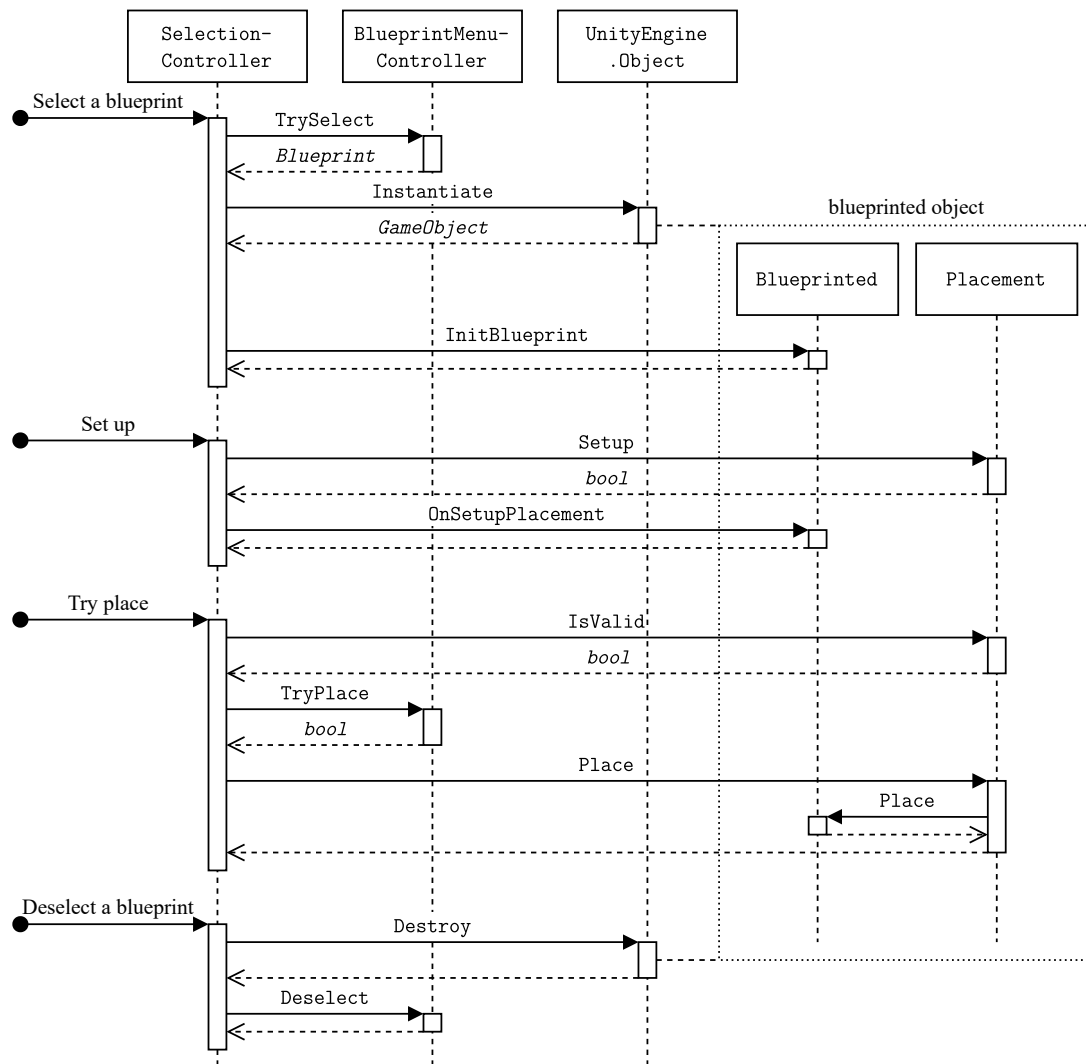 Selection-
Controller
BlueprintMenu-
Controller
UnityEngine
.Object
Select a blueprint
TrySelect
Blueprint
Instantiate
GameObject
blueprinted object
Blueprinted
Placement
InitBlueprint
Set up
Setup
bool
OnSetupPlacement
Try place
IsValid
bool
TryPlace
bool
Place
Place
Deselect a blueprint
Destroy
Deselect